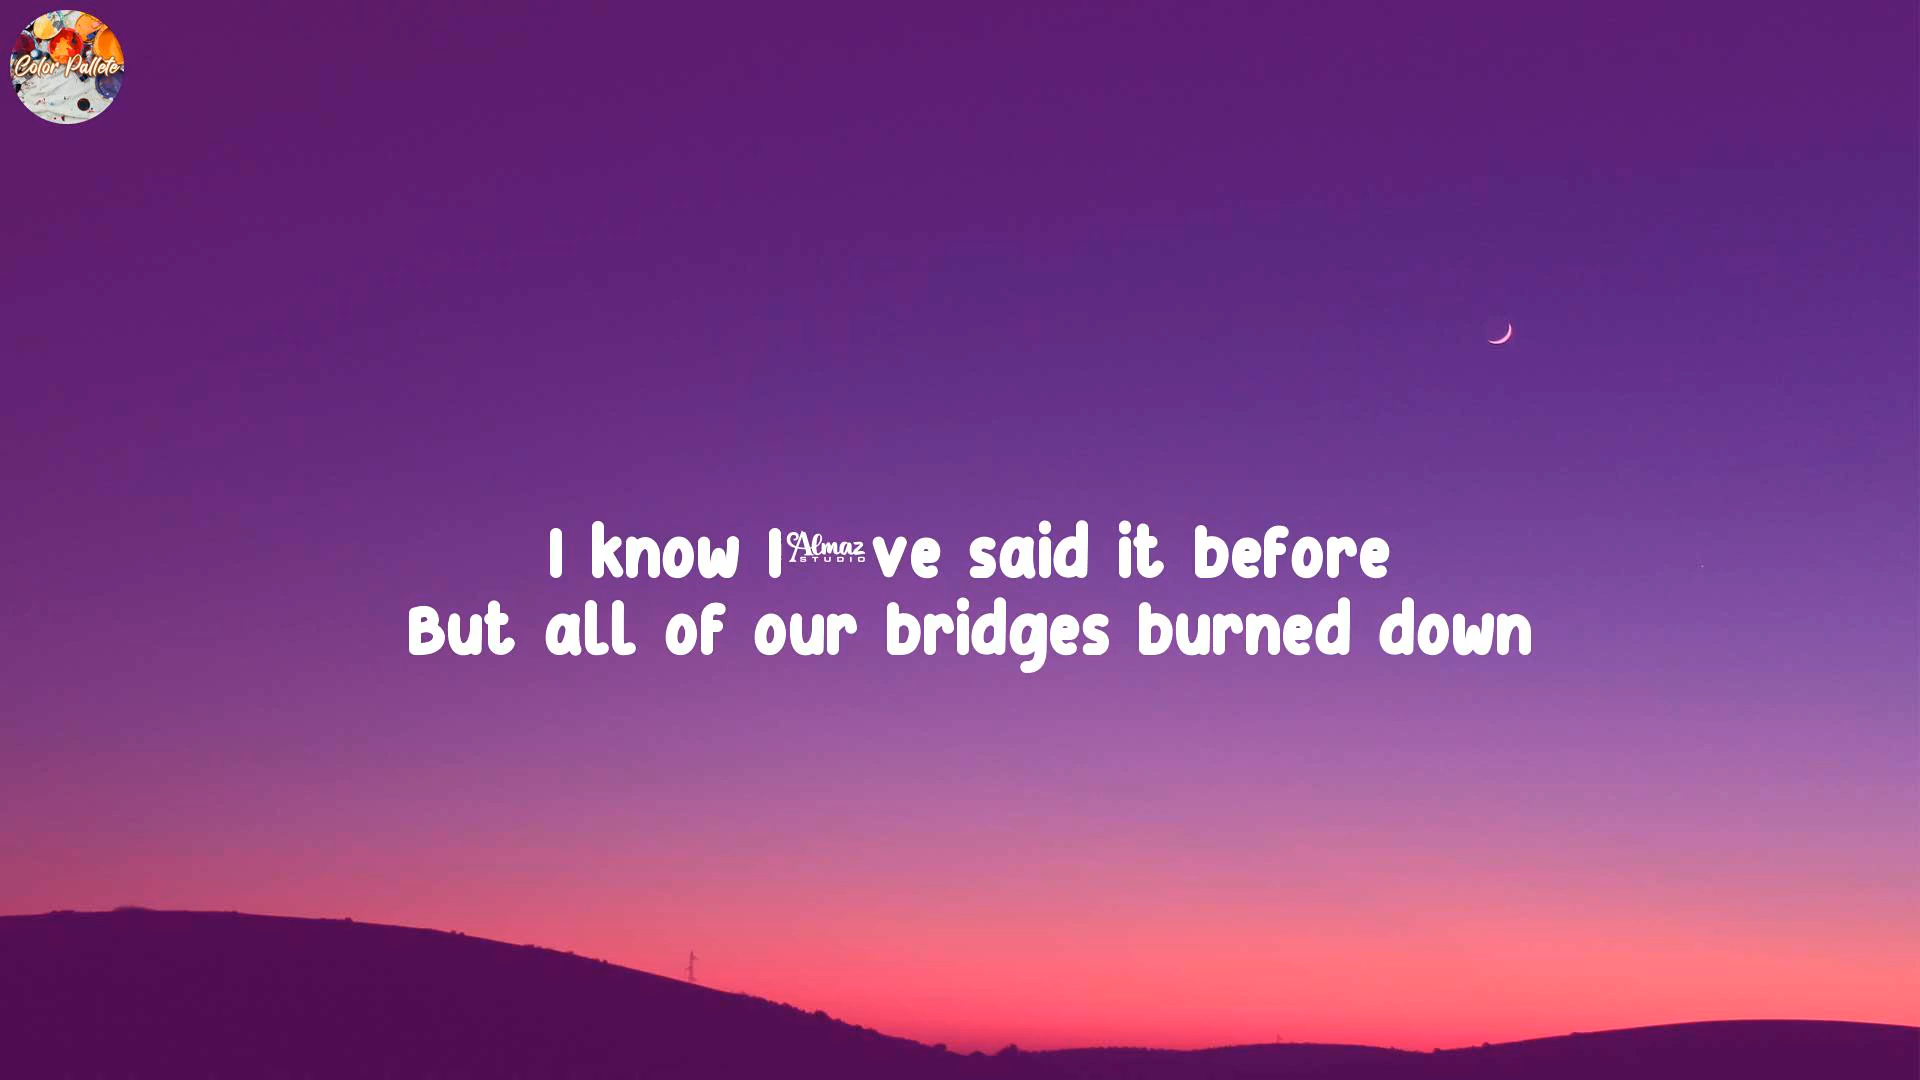 Color Pallete
I know I Almaz STUDIO ve said it before
But all of our bridges burned down